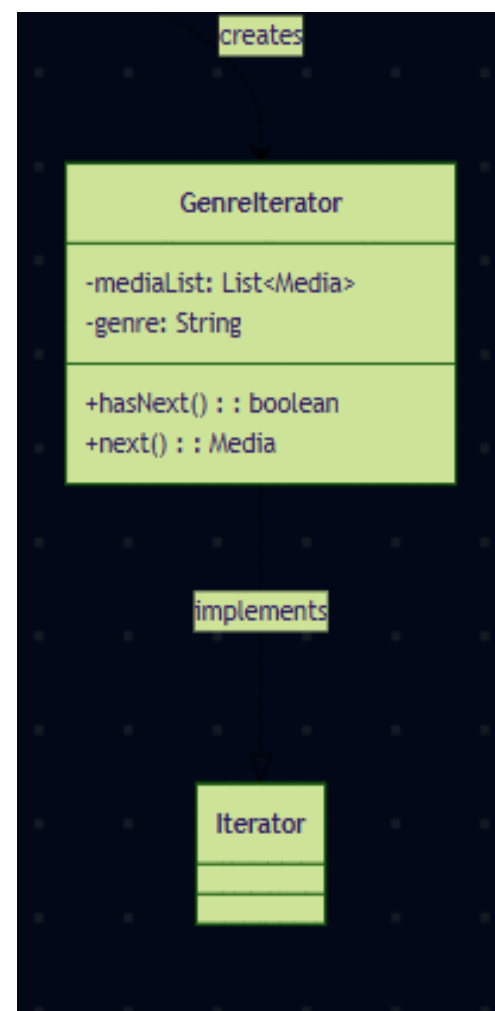 creates
GenreIterator
-mediaList: List<Media>
-genre: String
+hasNext() : : boolean
+next() : : Media
implements
Iterator